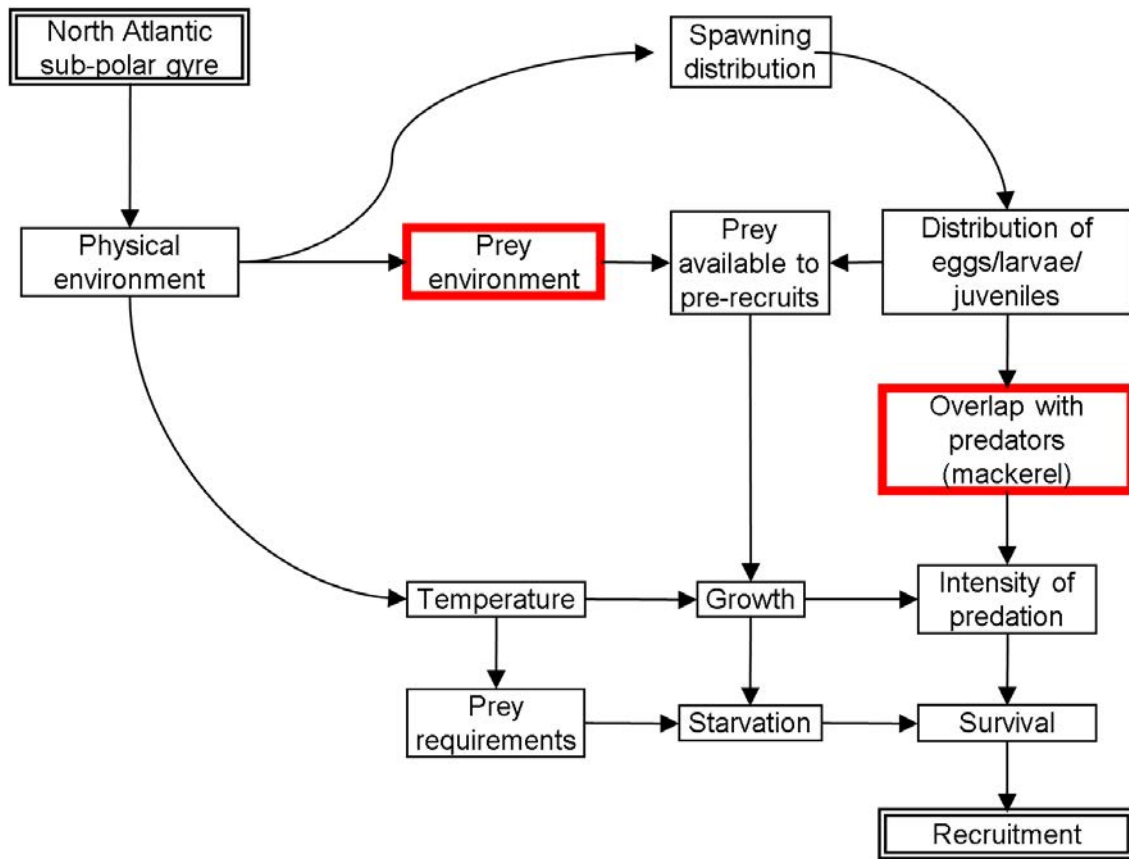 North Atlantic
sub-polar gyre
Spawning
distribution
Physical
environment
Prey
environment
Prey
available to
pre-recruits
Distribution of
eggs/larvae/
juveniles
Overlap with
predators
(mackerel)
Temperature
Growth
Intensity of
predation
Prey
requirements
Starvation
Survival
Recruitment